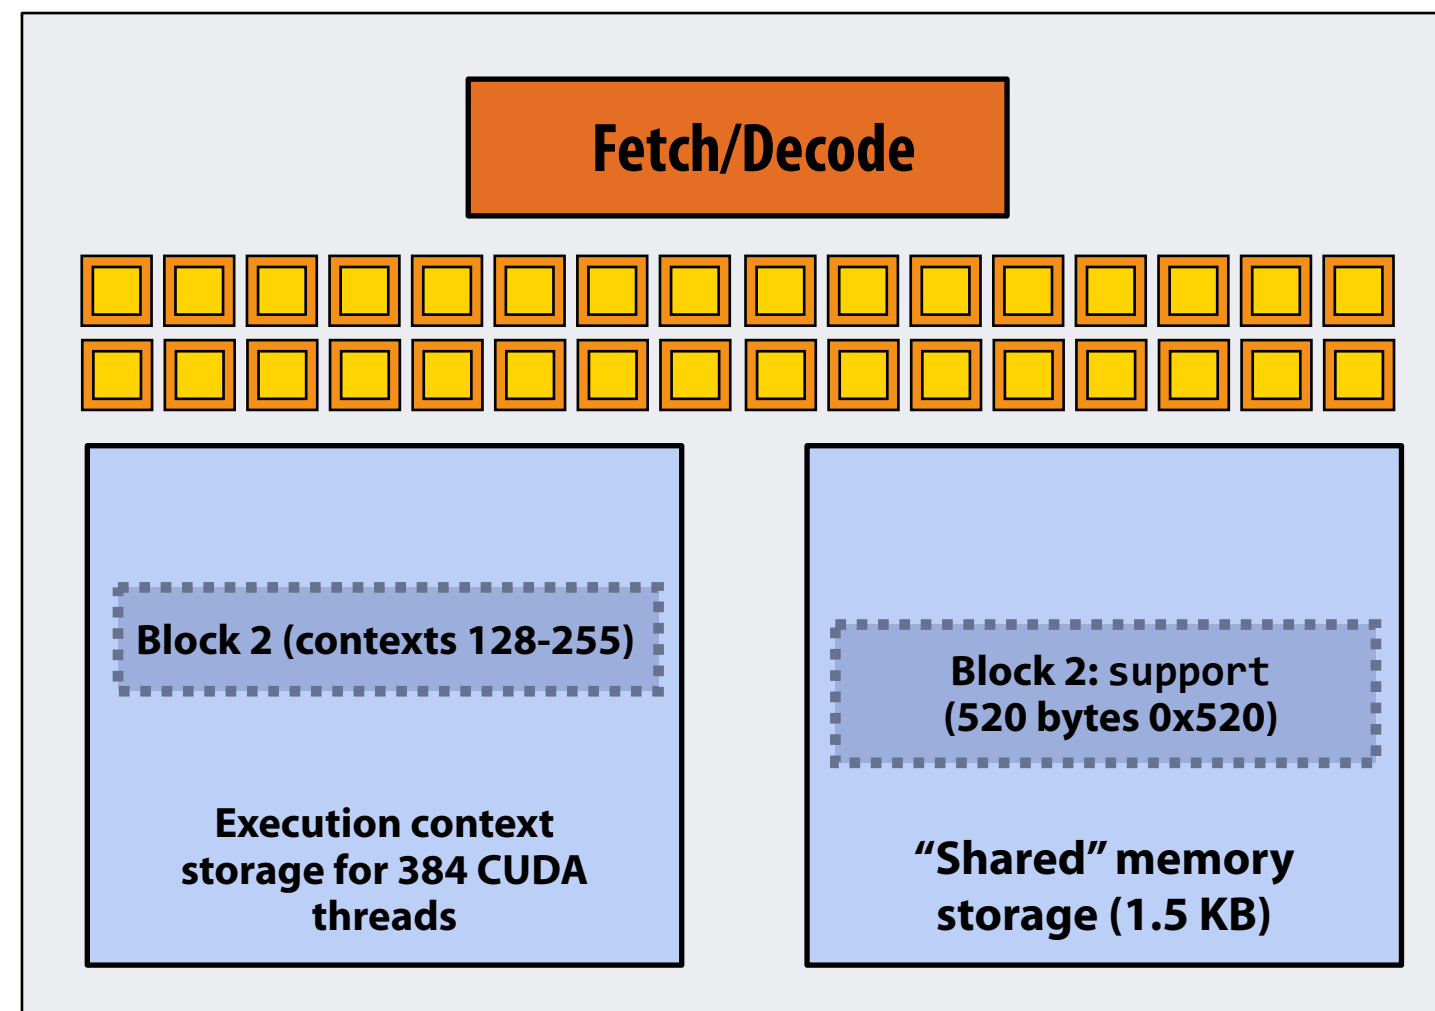 Fetch/Decode
Block 2 (contexts 128-255)
Execution context
storage for 384 CUDA
threads
Block 2: support
(520 bytes 0x520)
“Shared” memory
storage (1.5 KB)